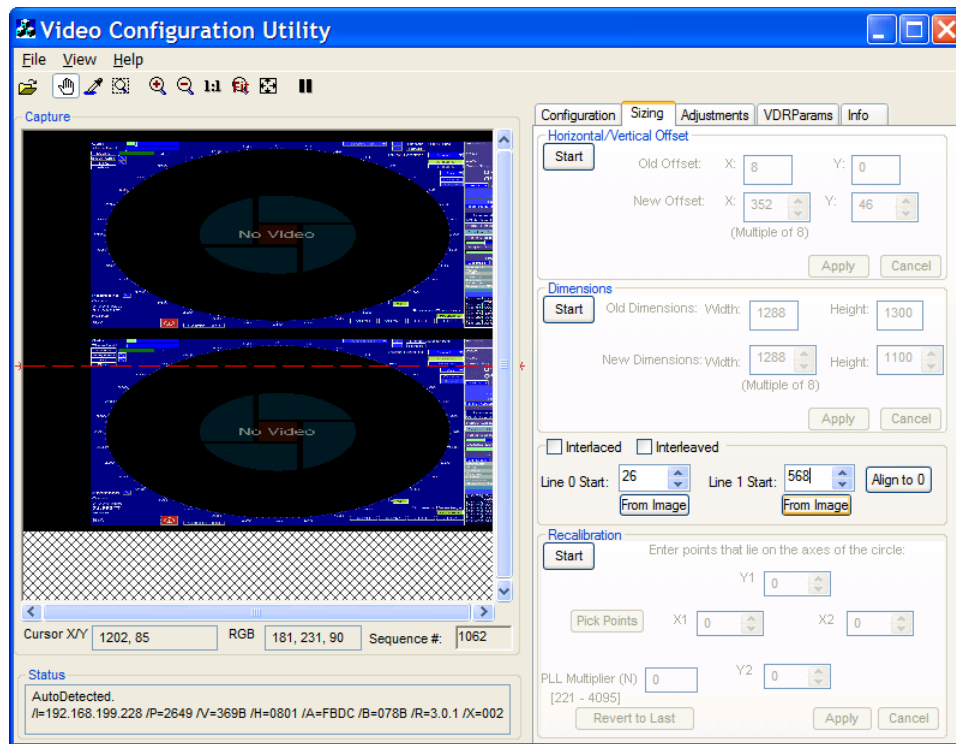 Video Configuration Utility
File View Help
1:1 Fit
Capture
No Video
No Video
Cursor X/Y 1202, 85 RGB 181, 231, 90 Sequence #: 1062
Status
AutoDetected.
/I=192.168.199.228 /P=2649 /V=369B /H=0801 /A=FBDC /B=078B /R=3.0.1 /X=002
Configuration Sizing Adjustments VDRParams Info
Horizontal/Vertical Offset
Start Old Offset: X: 8 Y: 0
New Offset: X: 352 Y: 46
(Multiple of 8)
Apply Cancel
Dimensions
Start Old Dimensions: Width: 1288 Height: 1300
New Dimensions: Width: 1288 Height: 1100
(Multiple of 8)
Apply Cancel
Interlaced Interleaved
Line 0 Start: 26 Line 1 Start: 568 Align to 0
From Image From Image
Recalibration
Start Enter points that lie on the axes of the circle:
Y1 0
Pick Points X1 0 X2 0
PLL Multiplier (N) 0 Y2 0
[221 - 4095]
Revert to Last Apply Cancel